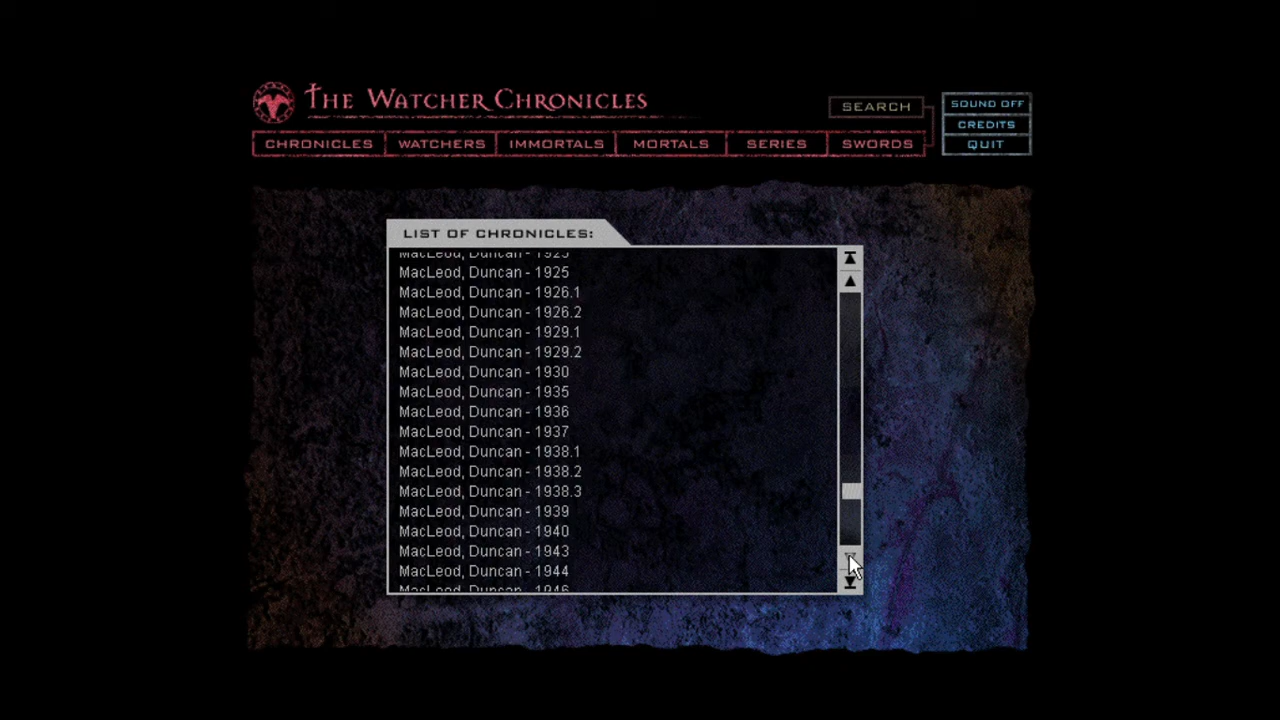 THE WATCHER CHRONICLES
SEARCH
SOUND OFF
CREDITS
QUIT
CHRONICLES
WATCHERS
IMMORTALS
MORTALS
SERIES
SWORDS
LIST OF CHRONICLES:
MacLeod, Duncan - 1925
MacLeod, Duncan - 1926.1
MacLeod, Duncan - 1926.2
MacLeod, Duncan - 1929.1
MacLeod, Duncan - 1929.2
MacLeod, Duncan - 1930
MacLeod, Duncan - 1935
MacLeod, Duncan - 1936
MacLeod, Duncan - 1937
MacLeod, Duncan - 1938.1
MacLeod, Duncan - 1938.2
MacLeod, Duncan - 1938.3
MacLeod, Duncan - 1939
MacLeod, Duncan - 1940
MacLeod, Duncan - 1943
MacLeod, Duncan - 1944